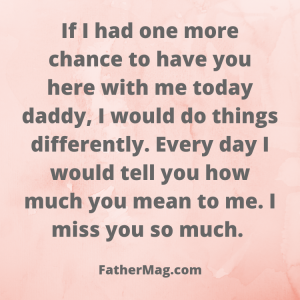 If I had one more
chance to have you
here with me today
daddy, I would do things
differently. Every day I
would tell you how
much you mean to me. I
miss you so much.
FatherMag.com